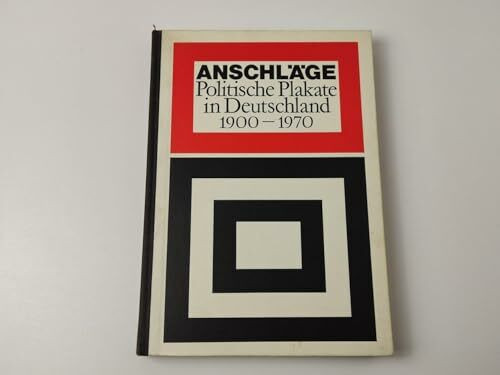 ANSCHLÄGE
Politische Plakate
in Deutschland
1900–1970